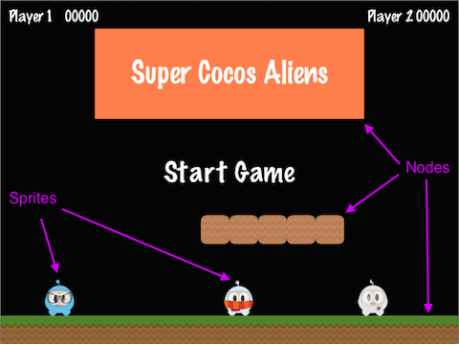 Player 1 00000
Player 2 00000
Super Cocos Aliens
Start Game
Nodes
Sprites